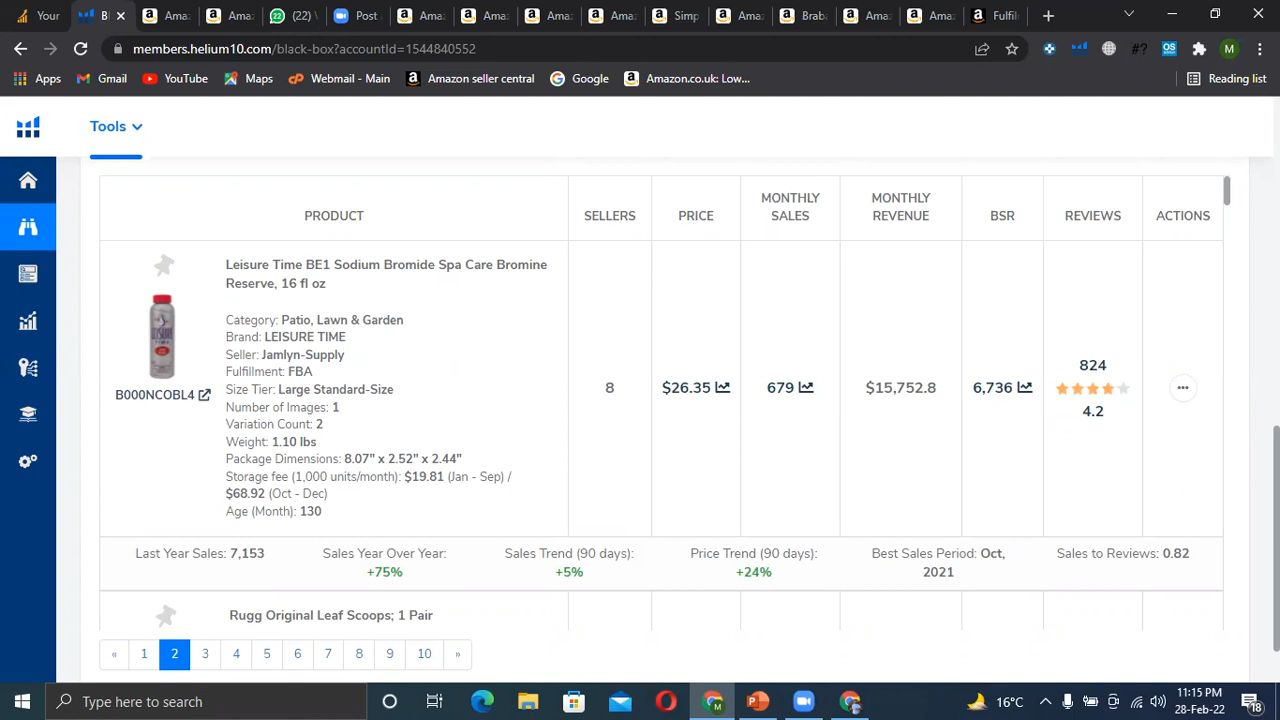 Your
B
Amaz
Ama
(22)
Post
Amaz
Ama
Amaz
Ama
Simp
Ama
Brab
Amaz
Ama
Fulfil
members.helium10.com/black-box?accountId=1544840552
M
Apps
Gmail
YouTube
Maps
Webmail - Main
Amazon seller central
Google
Amazon.co.uk: Low...
Reading list
Tools
PRODUCT
SELLERS
PRICE
MONTHLY SALES
MONTHLY REVENUE
BSR
REVIEWS
ACTIONS
Leisure Time BE1 Sodium Bromide Spa Care Bromine
Reserve, 16 fl oz
Category: Patio, Lawn & Garden
Brand: LEISURE TIME
Seller: Jamlyn-Supply
Fulfillment: FBA
Size Tier: Large Standard-Size
Number of Images: 1
Variation Count: 2
Weight: 1.10 lbs
Package Dimensions: 8.07" x 2.52" x 2.44"
Storage fee (1,000 units/month): $19.81 (Jan - Sep) /
$68.92 (Oct - Dec)
Age (Month): 130
B000NCOBL4
8
$26.35
679
$15,752.8
6,736
824
4.2
Last Year Sales: 7,153
Sales Year Over Year:
+75%
Sales Trend (90 days):
+5%
Price Trend (90 days):
+24%
Best Sales Period: Oct,
2021
Sales to Reviews: 0.82
Rugg Original Leaf Scoops; 1 Pair
« 1 2 3 4 5 6 7 8 9 10 »
Type here to search
16°C
11:15 PM
28-Feb-22
18